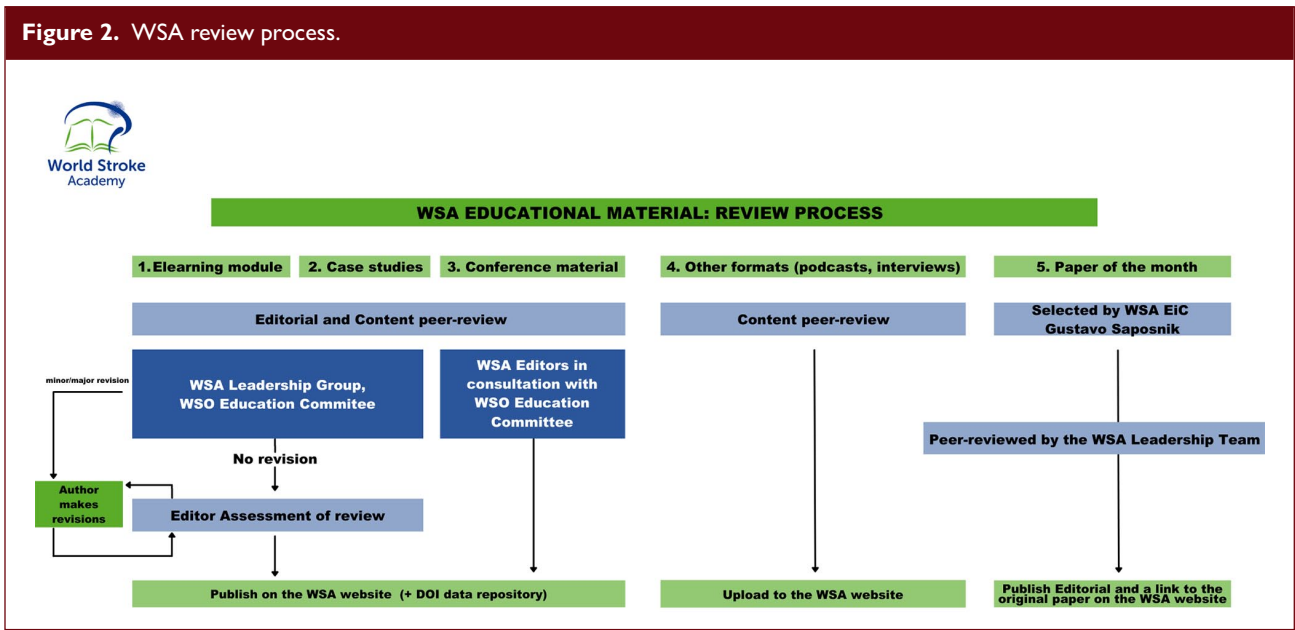 Figure 2. WSA review process.
World Stroke
Academy
WSA EDUCATIONAL MATERIAL: REVIEW PROCESS
1.Elearning module
2. Case studies
3. Conference material
4. Other formats (podcasts, interviews)
5. Paper of the month
Editorial and Content peer-review
Content peer-review
Selected by WSA EiC
Gustavo Saposnik
minor/major revision
WSA Leadership Group,
WSO Education Commitee
WSA Editors in
consultation with
WSO Education
Committee
Peer-reviewed by the WSA Leadership Team
No revision
Author
makes
revisions
Editor Assessment of review
Publish on the WSA website (+ DOI data repository)
Upload to the WSA website
Publish Editorial and a link to the
original paper on the WSA website